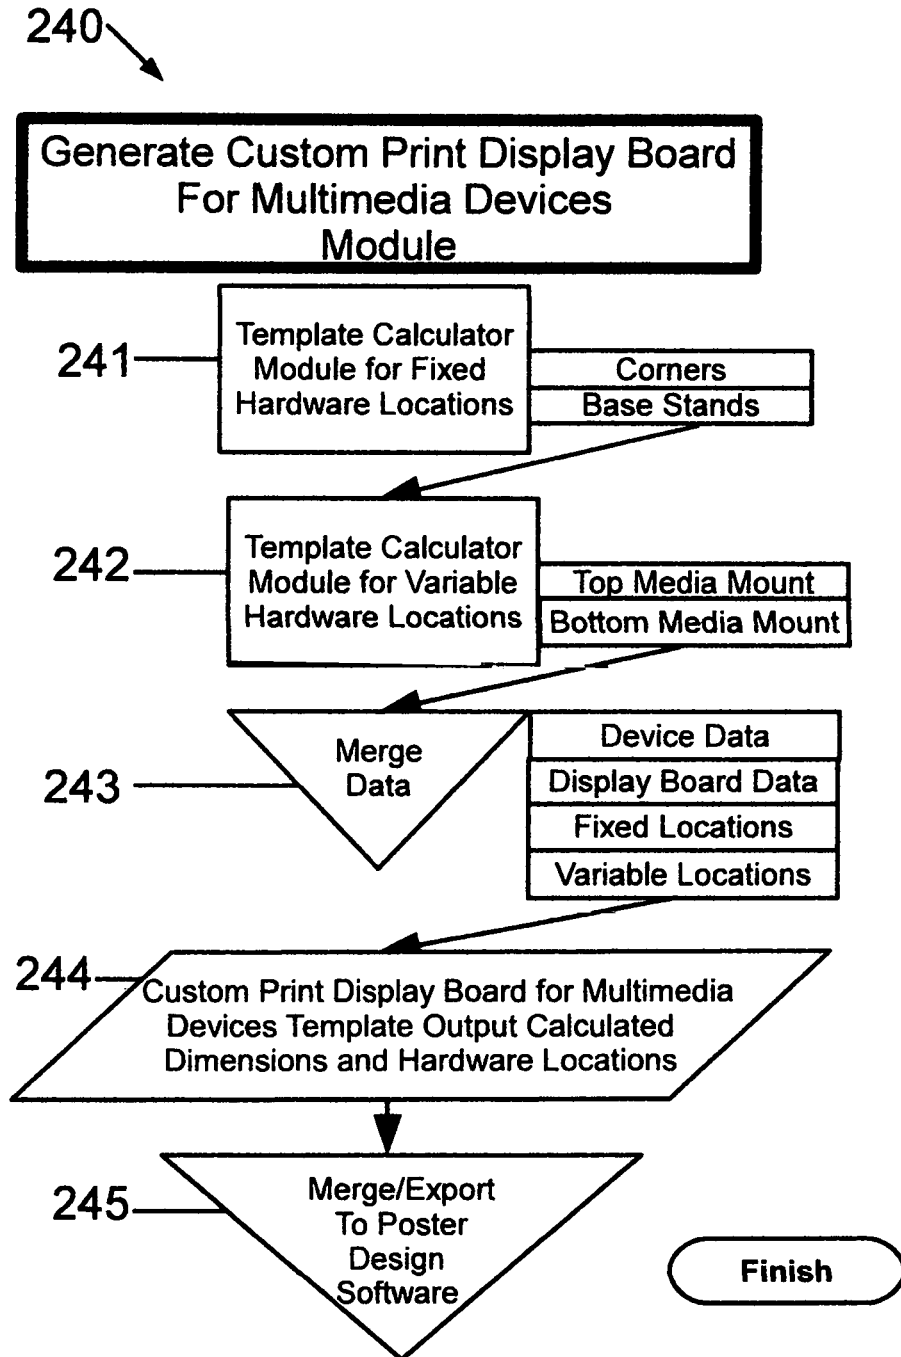 240
Generate Custom Print Display Board
For Multimedia Devices
Module
241
Template Calculator
Module for Fixed
Hardware Locations
Corners
Base Stands
242
Template Calculator
Module for Variable
Hardware Locations
Top Media Mount
Bottom Media Mount
243
Merge
Data
Device Data
Display Board Data
Fixed Locations
Variable Locations
244
Custom Print Display Board for Multimedia
Devices Template Output Calculated
Dimensions and Hardware Locations
245
Merge/Export
To Poster
Design
Software
Finish